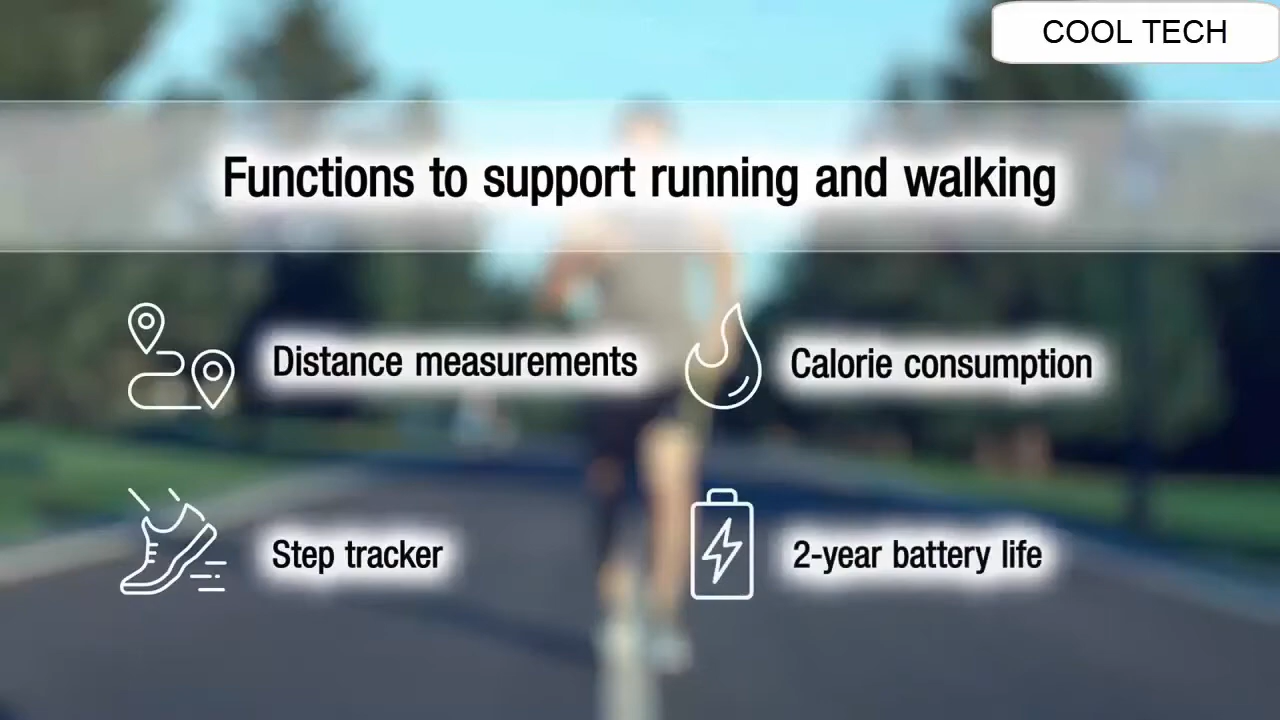 COOL TECH
Functions to support running and walking
Distance measurements
Calorie consumption
Step tracker
2-year battery life